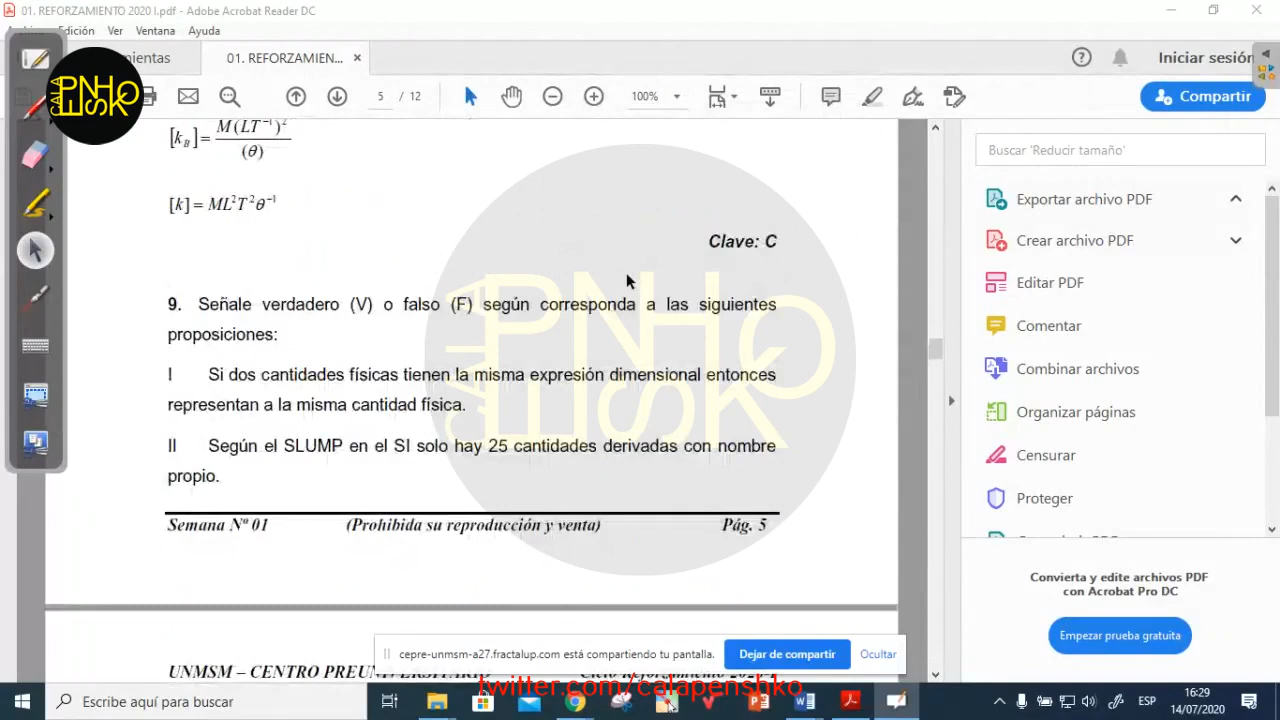 01. REFORZAMIENTO 2020 I.pdf - Adobe Acrobat Reader DC
Edición Ver Ventana Ayuda
01. REFORZAMIEN... ×
Iniciar sesión
5 / 12
100%
Compartir
CALA PENSHKO
[k_B] = M(LT⁻¹)² / (θ)
[k] = ML²T²θ⁻¹
Clave: C
9. Señale verdadero (V) o falso (F) según corresponda a las siguientes
proposiciones:
I Si dos cantidades físicas tienen la misma expresión dimensional entonces
representan a la misma cantidad física.
II Según el SLUMP en el SI solo hay 25 cantidades derivadas con nombre
propio.
Semana Nº 01 (Prohibida su reproducción y venta) Pág. 5
Buscar 'Reducir tamaño'
Exportar archivo PDF
Crear archivo PDF
Editar PDF
Comentar
Combinar archivos
Organizar páginas
Censurar
Proteger
Convierta y edite archivos PDF
con Acrobat Pro DC
Empezar prueba gratuita
cepre-unmsm-a27.fractalup.com está compartiendo tu pantalla. Dejar de compartir Ocultar
UNMSM – CENTRO
twitter.com/calapenshko
Escribe aquí para buscar
ESP
16:29
14/07/2020